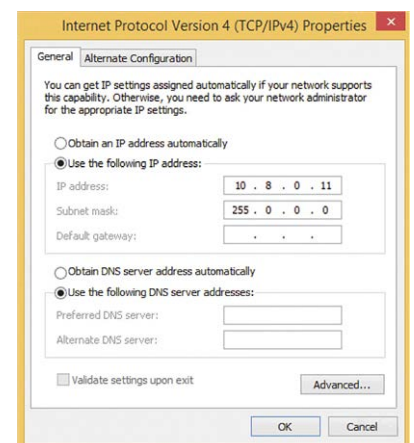 Internet Protocol Version 4 (TCP/IPv4) Properties
General
Alternate Configuration
You can get IP settings assigned automatically if your network supports
this capability. Otherwise, you need to ask your network administrator
for the appropriate IP settings.
Obtain an IP address automatically
Use the following IP address:
IP address: 10 . 8 . 0 . 11
Subnet mask: 255 . 0 . 0 . 0
Default gateway: . . .
Obtain DNS server address automatically
Use the following DNS server addresses:
Preferred DNS server:
Alternate DNS server:
Validate settings upon exit
Advanced...
OK
Cancel